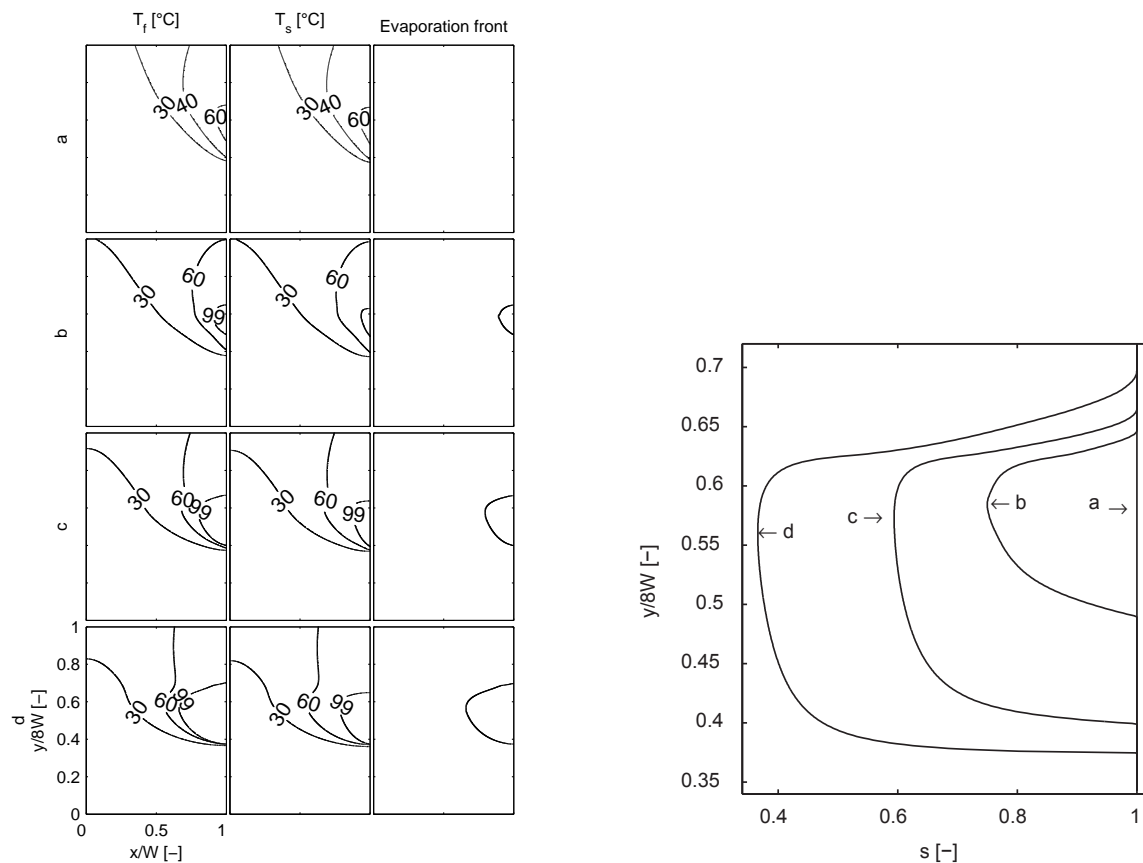 T_f [°C] T_s [°C] Evaporation front
a
30 40 60
30 40 60
b
30 60 99
30 60
c
30 60 99
30 60 99
d
y/8W [−]
1
0.8
0.6
0.4
0.2
0
30 60 99
30 60 99
0 0.5 1
x/W [−]
0.7
0.65
0.6
0.55
0.5
0.45
0.4
0.35
y/8W [−]
← d
c →
← b
a →
0.4 0.6 0.8 1
s [−]